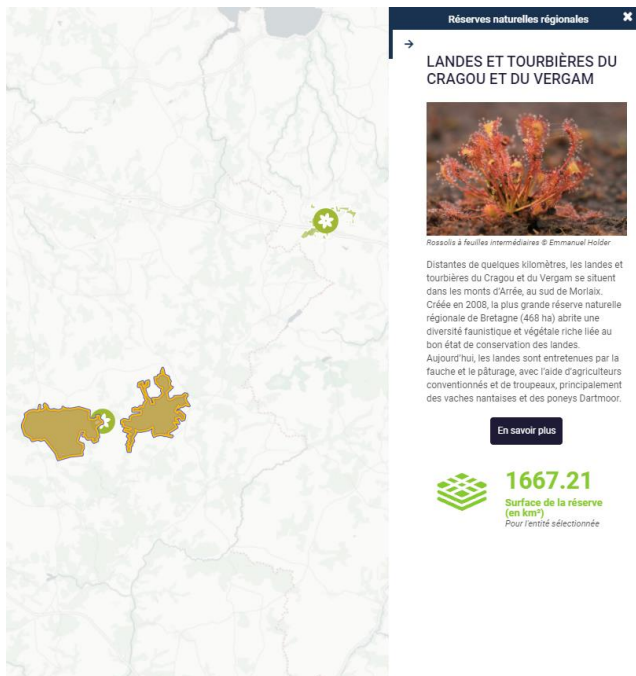 Réserves naturelles régionales
LANDES ET TOURBIÈRES DU
CRAGOU ET DU VERGAM
Rossolis à feuilles intermédiaires © Emmanuel Holder
Distantes de quelques kilomètres, les landes et
tourbières du Cragou et du Vergam se situent
dans les monts d'Arrée, au sud de Morlaix.
Créée en 2008, la plus grande réserve naturelle
régionale de Bretagne (468 ha) abrite une
diversité faunistique et végétale riche liée au
bon état de conservation des landes.
Aujourd'hui, les landes sont entretenues par la
fauche et le pâturage, avec l'aide d'agriculteurs
conventionnés et de troupeaux, principalement
des vaches nantaises et des poneys Dartmoor.
En savoir plus
1667.21
Surface de la réserve
(en km²)
Pour l'entité sélectionnée